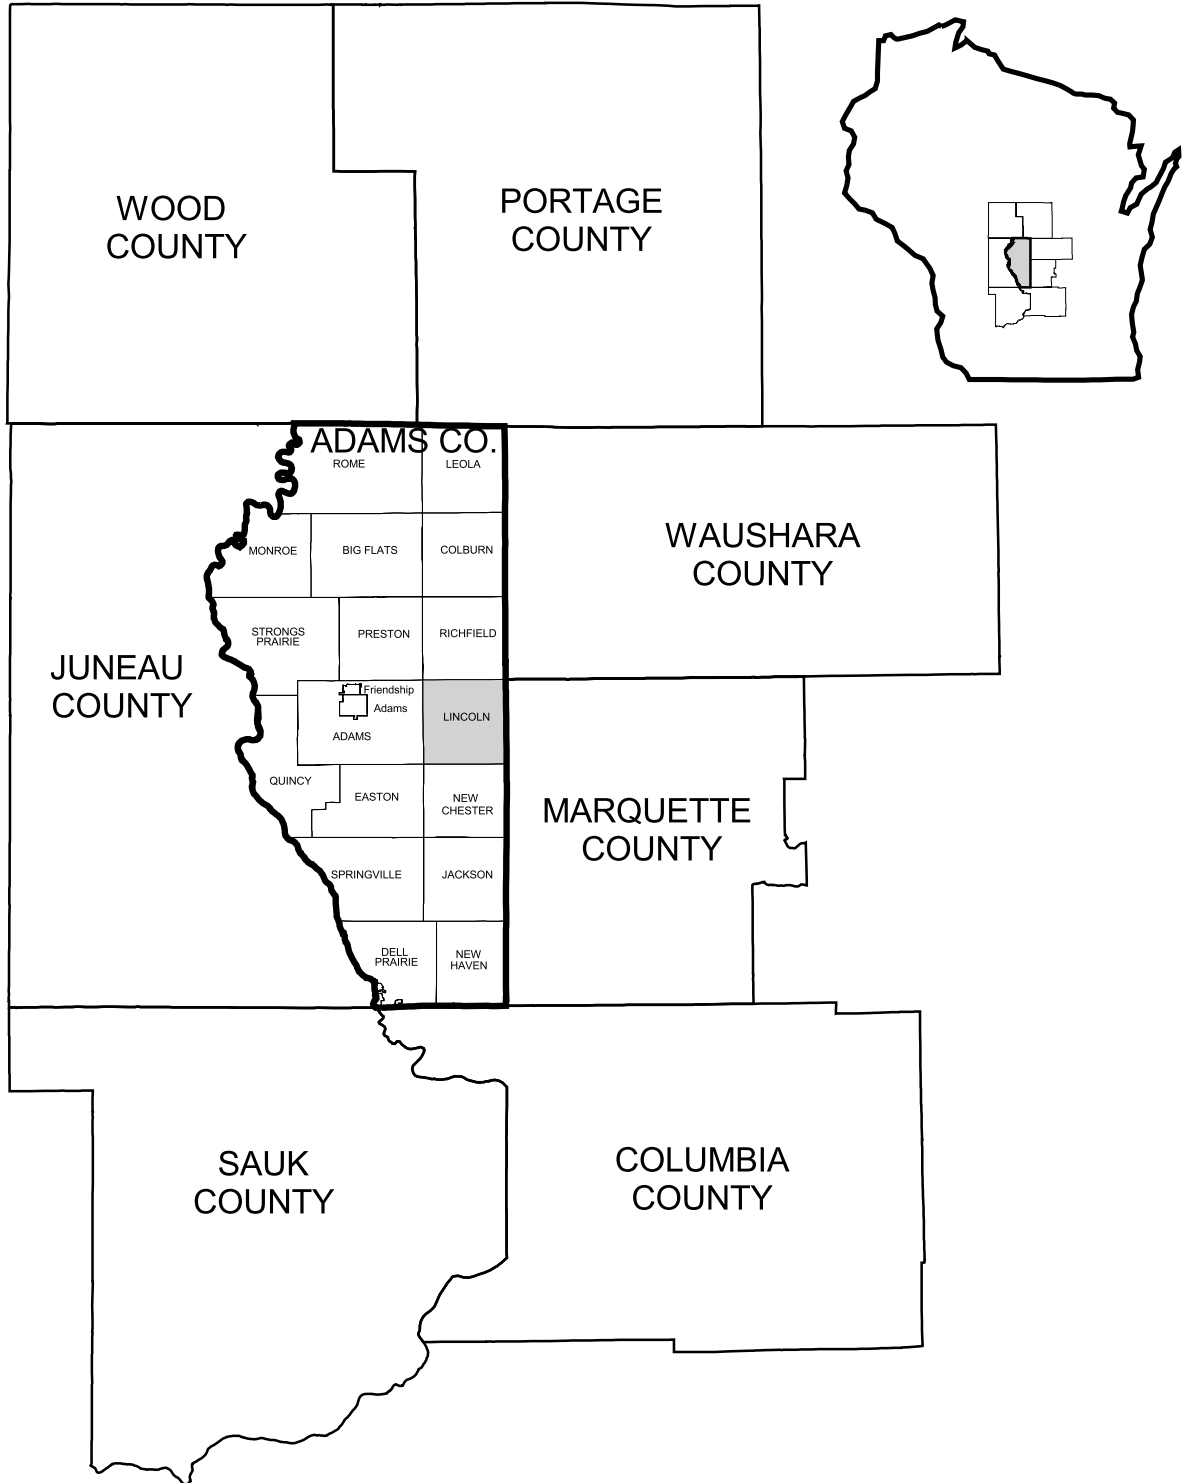 WOOD
COUNTY
PORTAGE
COUNTY
ADAMS CO.
ROME
LEOLA
MONROE
BIG FLATS
COLBURN
WAUSHARA
COUNTY
STRONGS
PRAIRIE
PRESTON
RICHFIELD
JUNEAU
COUNTY
Friendship
Adams
ADAMS
LINCOLN
QUINCY
EASTON
NEW
CHESTER
MARQUETTE
COUNTY
SPRINGVILLE
JACKSON
DELL
PRAIRIE
NEW
HAVEN
SAUK
COUNTY
COLUMBIA
COUNTY